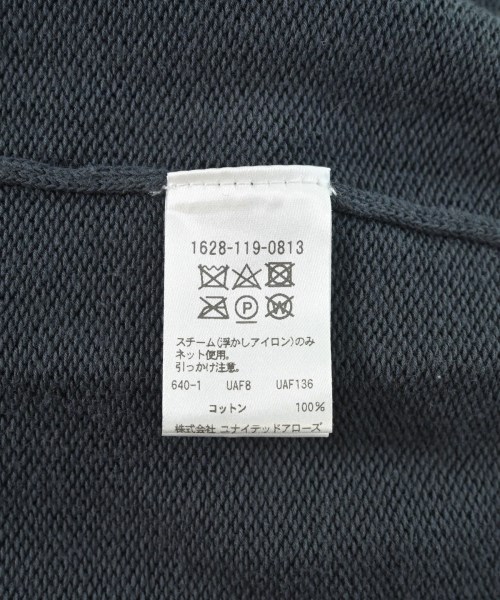 1628-119-0813
P W
スチーム(浮かしアイロン)のみ
ネット使用。
引っかけ注意。
640-1 UAF8 UAF136
コットン 100%
株式会社 ユナイテッドアローズ